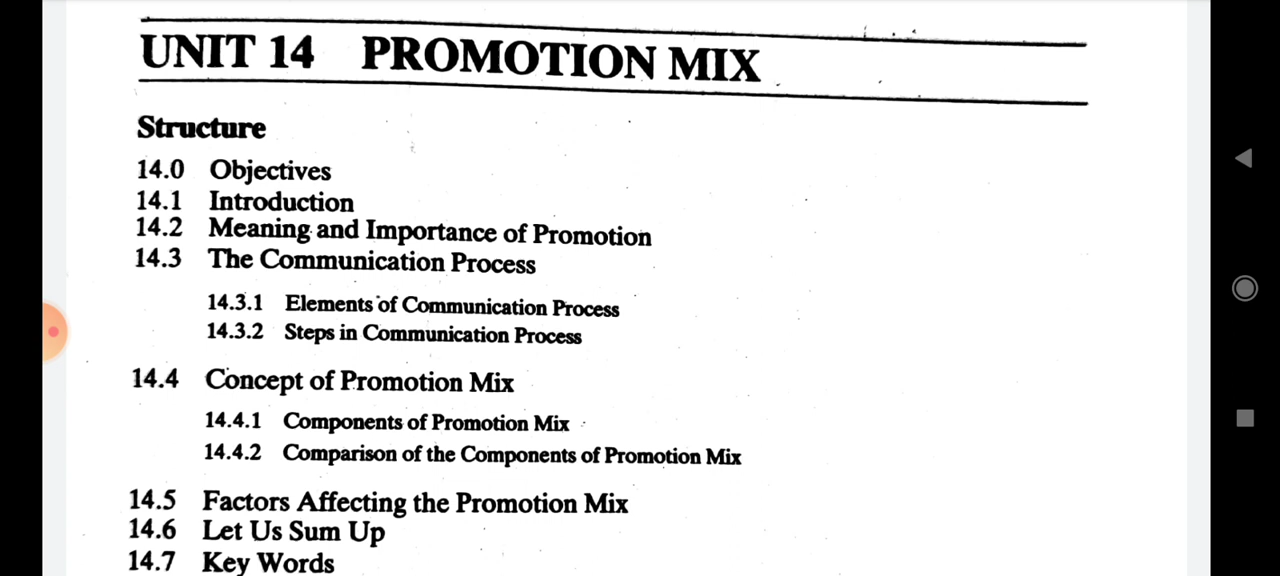 UNIT 14 PROMOTION MIX
Structure
14.0 Objectives
14.1 Introduction
14.2 Meaning and Importance of Promotion
14.3 The Communication Process
14.3.1 Elements of Communication Process
14.3.2 Steps in Communication Process
14.4 Concept of Promotion Mix
14.4.1 Components of Promotion Mix
14.4.2 Comparison of the Components of Promotion Mix
14.5 Factors Affecting the Promotion Mix
14.6 Let Us Sum Up
14.7 Key Words